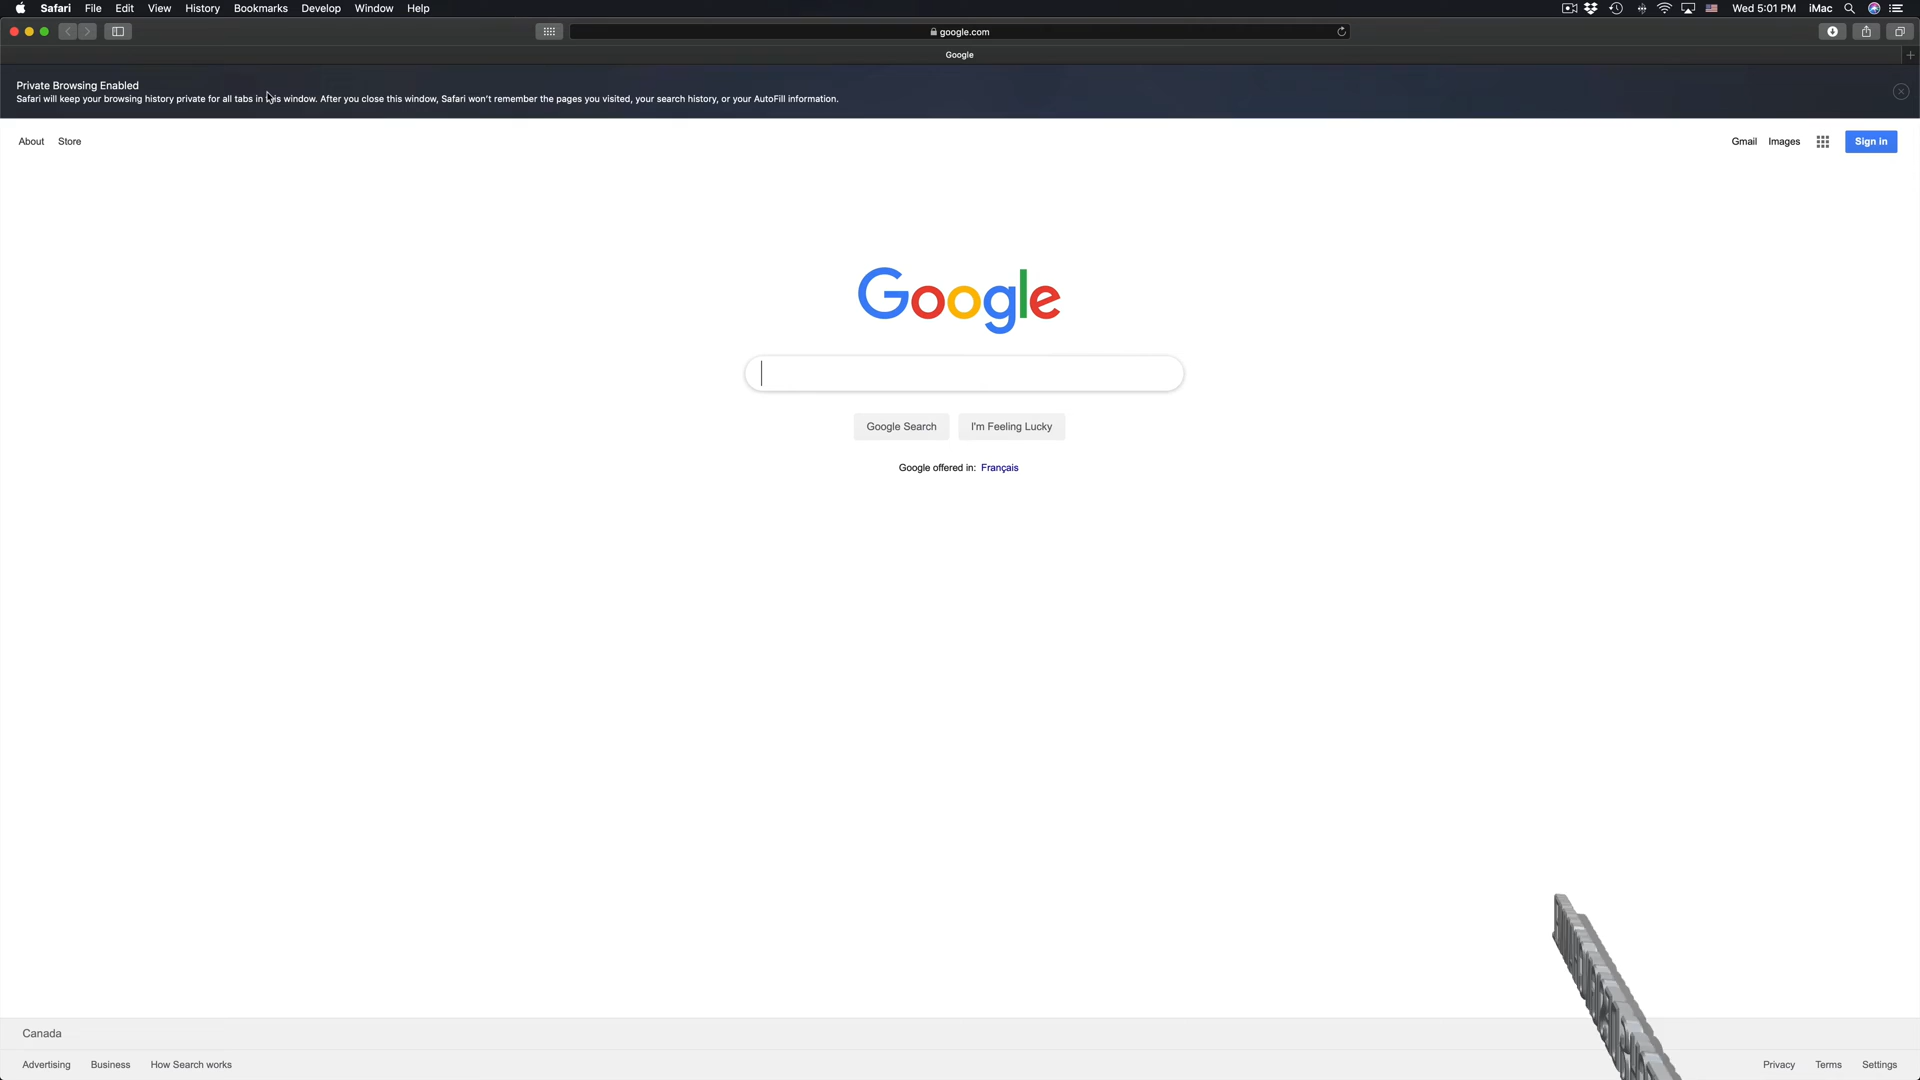 Safari File Edit View History Bookmarks Develop Window Help
Wed 5:01 PM iMac
google.com
Google
Private Browsing Enabled
Safari will keep your browsing history private for all tabs in this window. After you close this window, Safari won't remember the pages you visited, your search history, or your AutoFill information.
About Store
Gmail Images Sign in
Google
Google Search I'm Feeling Lucky
Google offered in: Français
Canada
Advertising Business How Search works
Privacy Terms Settings